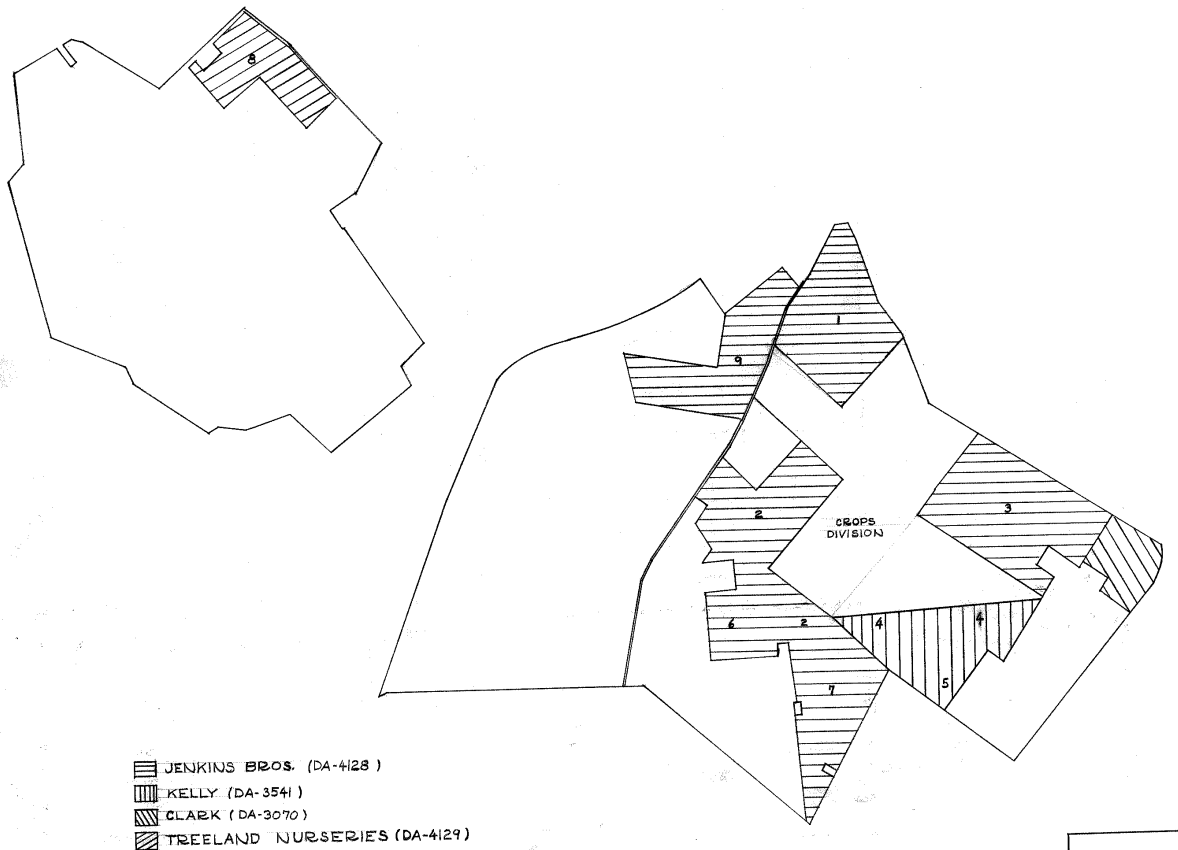 8
1
9
3
2
CROPS
DIVISION
6
2
4
4
5
7
JENKINS BROS. (DA-4128)
KELLY (DA-3541)
CLARK (DA-3070)
TREELAND NURSERIES (DA-4129)